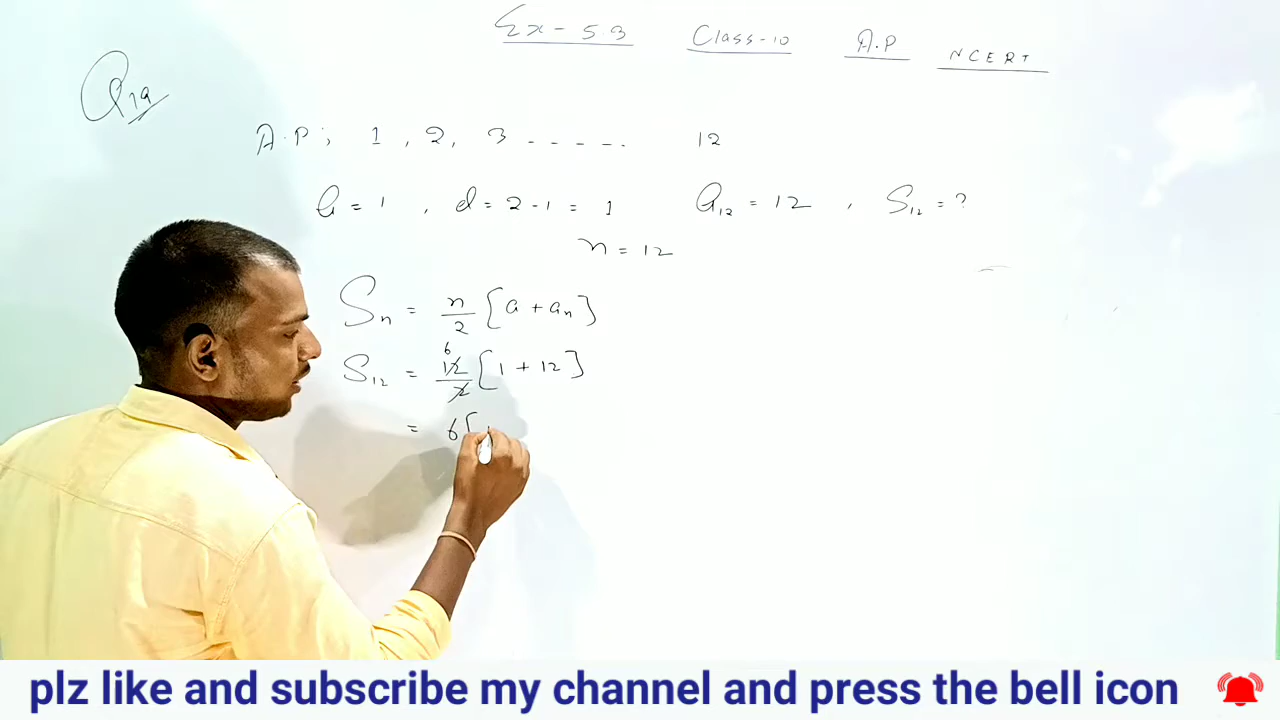 Ex - 5.3 Class-10 A.P NCERT
Q19
A.P; 1, 2, 3 - - - - - . 12
a = 1, d = 2 - 1 = 1 a₁₂ = 12, S₁₂ = ?
n = 12
Sₙ = n/2 [a + aₙ]
6
S₁₂ = 12/2 [1 + 12]
= 6[
plz like and subscribe my channel and press the bell icon